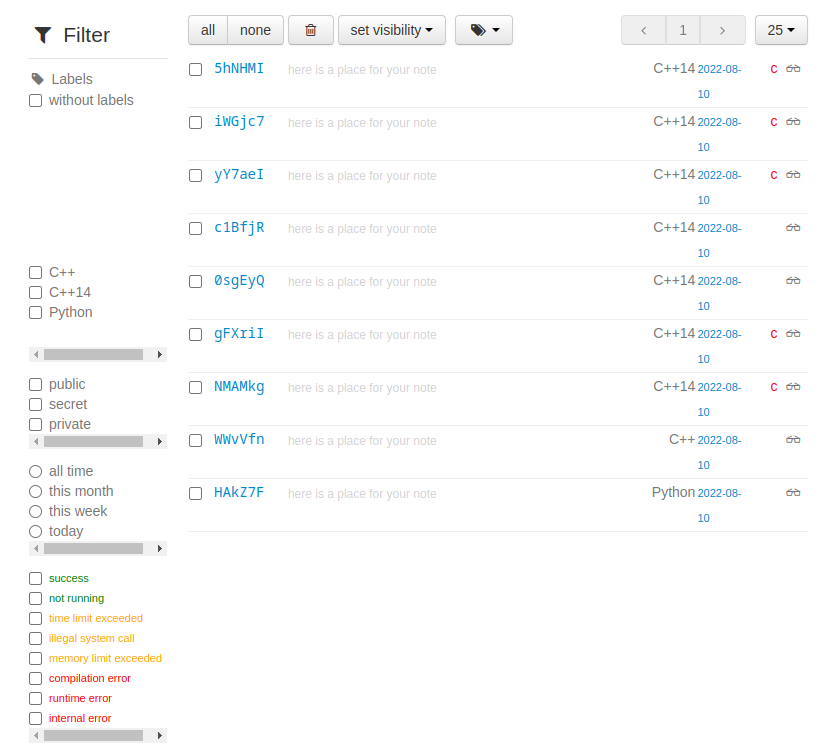 Filter
Labels
without labels
C++
C++14
Python
public
secret
private
all time
this month
this week
today
success
not running
time limit exceeded
illegal system call
memory limit exceeded
compilation error
runtime error
internal error
all none set visibility 1 25
5hNHMI here is a place for your note C++14 2022-08-
10 c
iWGjc7 here is a place for your note C++14 2022-08-
10 c
yY7aeI here is a place for your note C++14 2022-08-
10 c
c1BfjR here is a place for your note C++14 2022-08-
10
0sgEyQ here is a place for your note C++14 2022-08-
10
gFXriI here is a place for your note C++14 2022-08-
10 c
NMAMkg here is a place for your note C++14 2022-08-
10 c
WWvVfn here is a place for your note C++ 2022-08-
10
HAkZ7F here is a place for your note Python 2022-08-
10